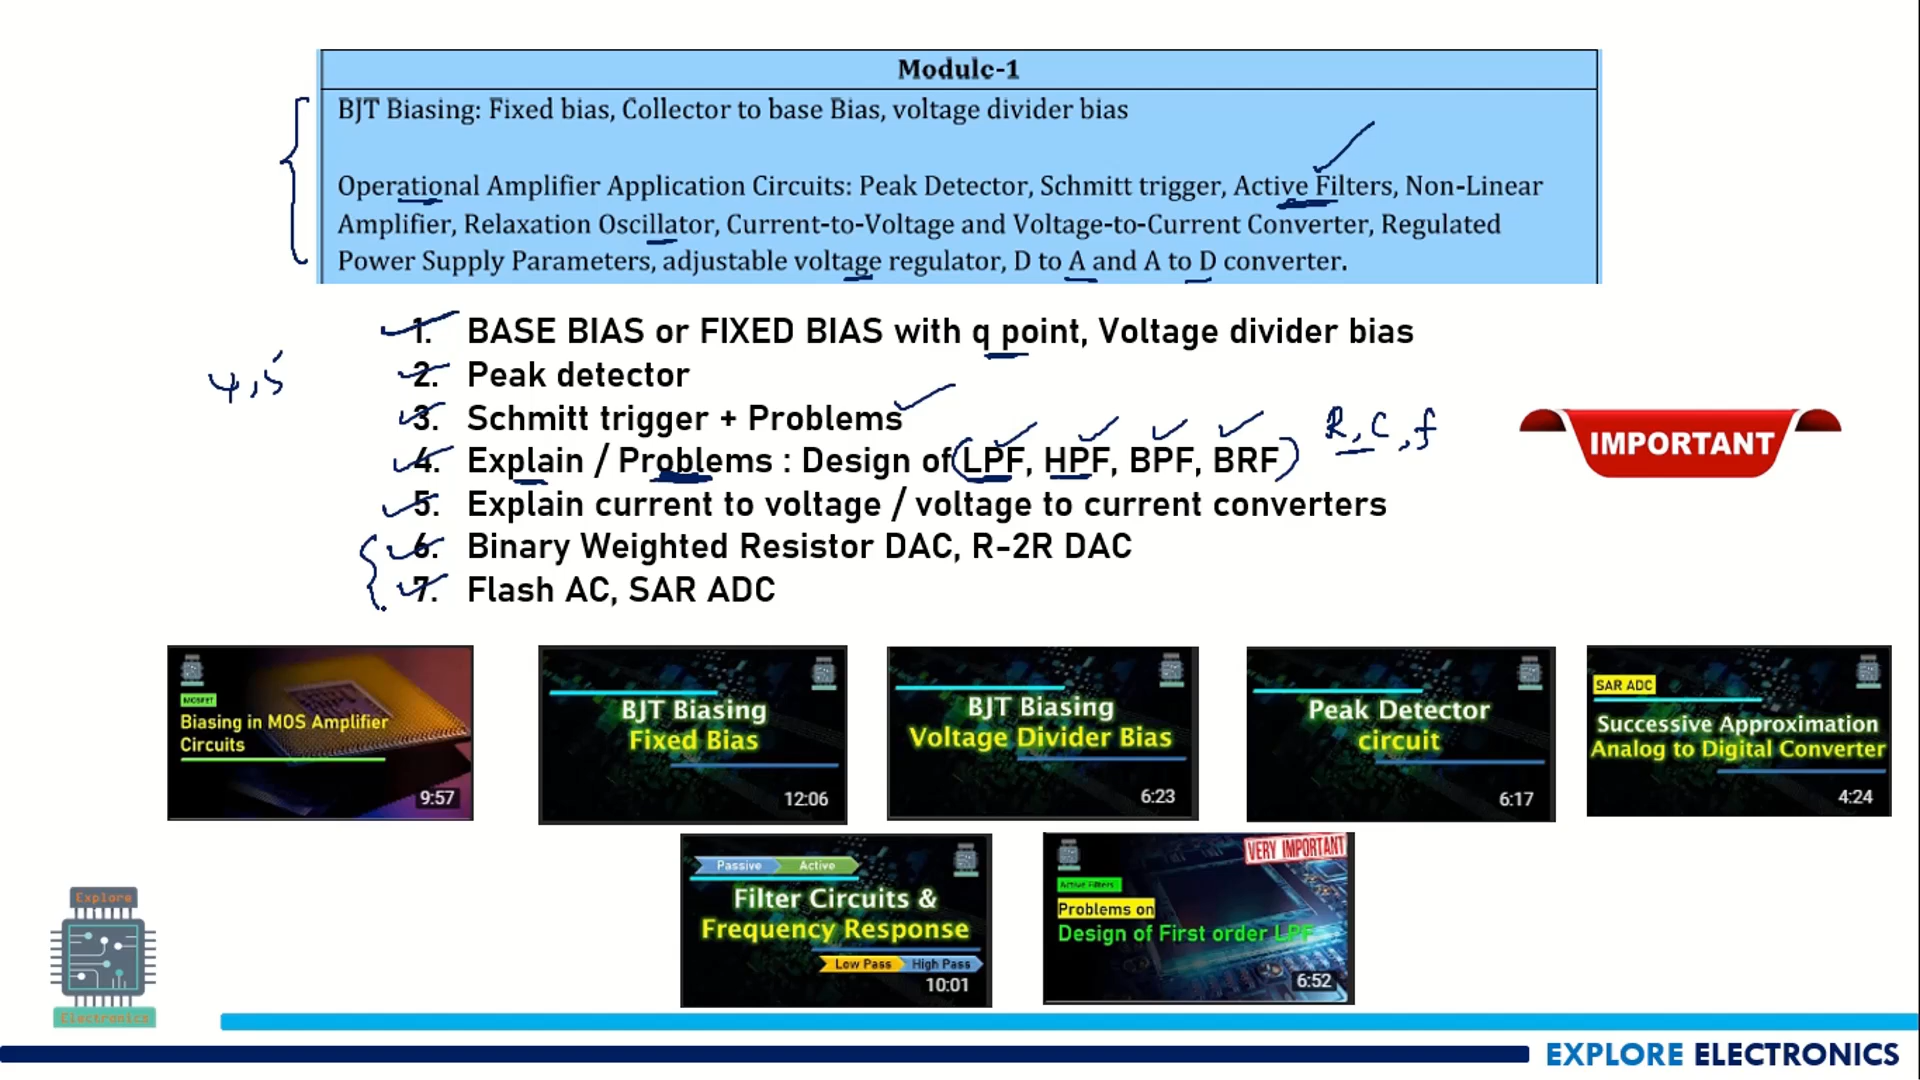 Module-1
BJT Biasing: Fixed bias, Collector to base Bias, voltage divider bias
Operational Amplifier Application Circuits: Peak Detector, Schmitt trigger, Active Filters, Non-Linear
Amplifier, Relaxation Oscillator, Current-to-Voltage and Voltage-to-Current Converter, Regulated
Power Supply Parameters, adjustable voltage regulator, D to A and A to D converter.
1. BASE BIAS or FIXED BIAS with q point, Voltage divider bias
2. Peak detector
4,5
3. Schmitt trigger + Problems
R, C, f
IMPORTANT
4. Explain / Problems : Design of (LPF, HPF, BPF, BRF)
5. Explain current to voltage / voltage to current converters
6. Binary Weighted Resistor DAC, R-2R DAC
7. Flash AC, SAR ADC
MOSFET
Biasing in MOS Amplifier
Circuits
9:57
BJT Biasing
Fixed Bias
12:06
BJT Biasing
Voltage Divider Bias
6:23
Peak Detector
circuit
6:17
SAR ADC
Successive Approximation
Analog to Digital Converter
4:24
Passive Active
Filter Circuits &
Frequency Response
Low Pass High Pass
10:01
VERY IMPORTANT
Active Filters
Problems on
Design of First order LPF
6:52
Explore
Electronics
EXPLORE ELECTRONICS